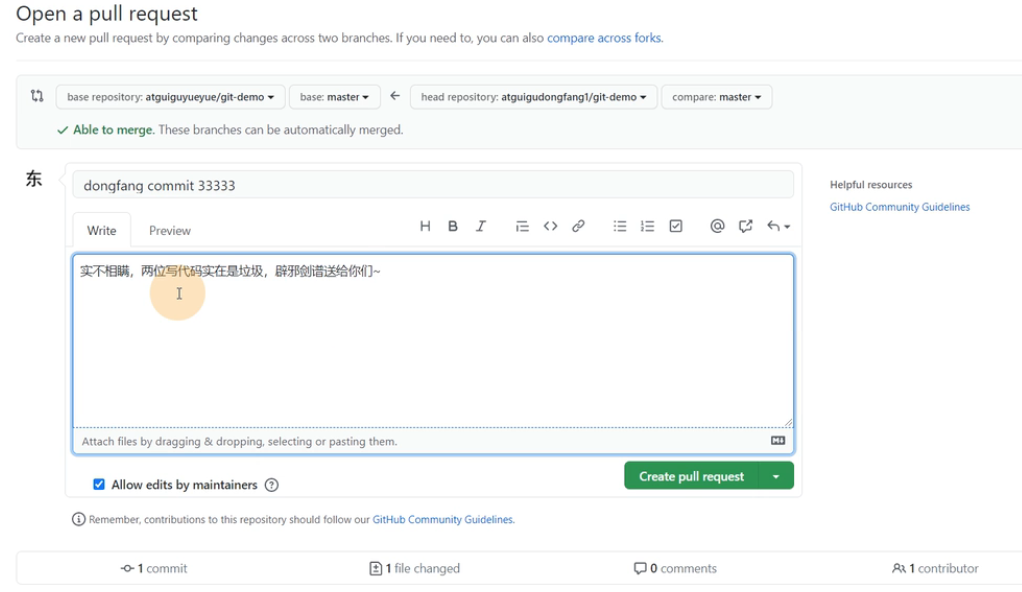 Open a pull request
Create a new pull request by comparing changes across two branches. If you need to, you can also compare across forks.
base repository: atguiguyueyue/git-demo base: master ← head repository: atguigudongfang1/git-demo compare: master
✓ Able to merge. These branches can be automatically merged.
东
dongfang commit 33333
Helpful resources
GitHub Community Guidelines
Write Preview H B I
实不相瞒，两位写代码实在是垃圾，辟邪剑谱送给你们~
Attach files by dragging & dropping, selecting or pasting them.
Allow edits by maintainers
Create pull request
Remember, contributions to this repository should follow our GitHub Community Guidelines.
1 commit 1 file changed 0 comments 1 contributor